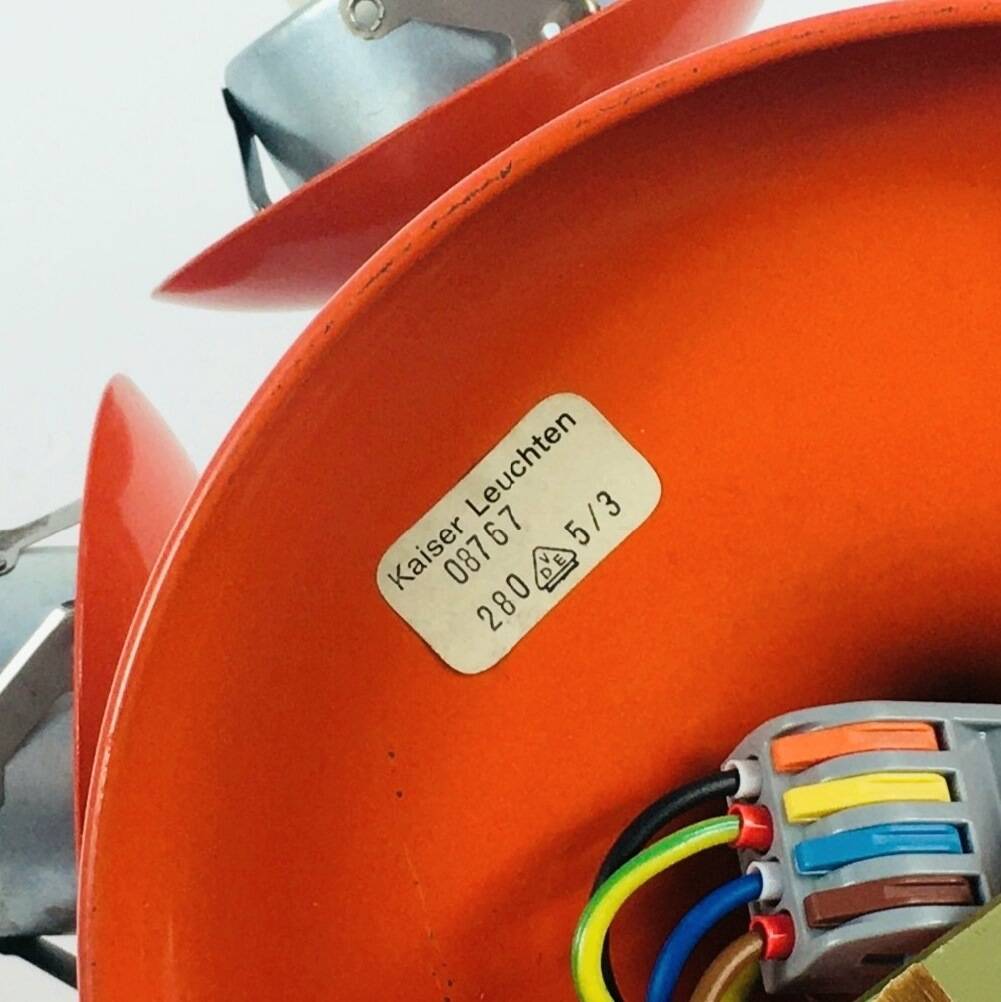 Kaiser Leuchten
08767
280 VDE 5/3